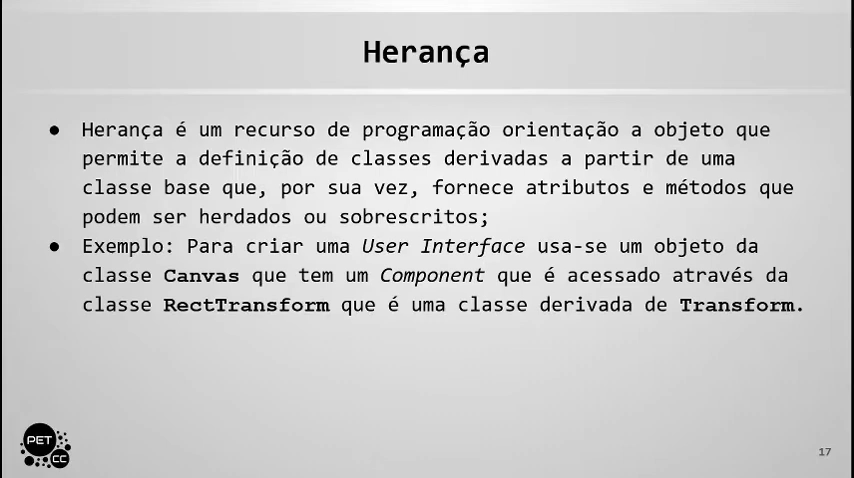 Herança
● Herança é um recurso de programação orientação a objeto que
permite a definição de classes derivadas a partir de uma
classe base que, por sua vez, fornece atributos e métodos que
podem ser herdados ou sobrescritos;
● Exemplo: Para criar uma User Interface usa-se um objeto da
classe Canvas que tem um Component que é acessado através da
classe RectTransform que é uma classe derivada de Transform.
PET
CC
17